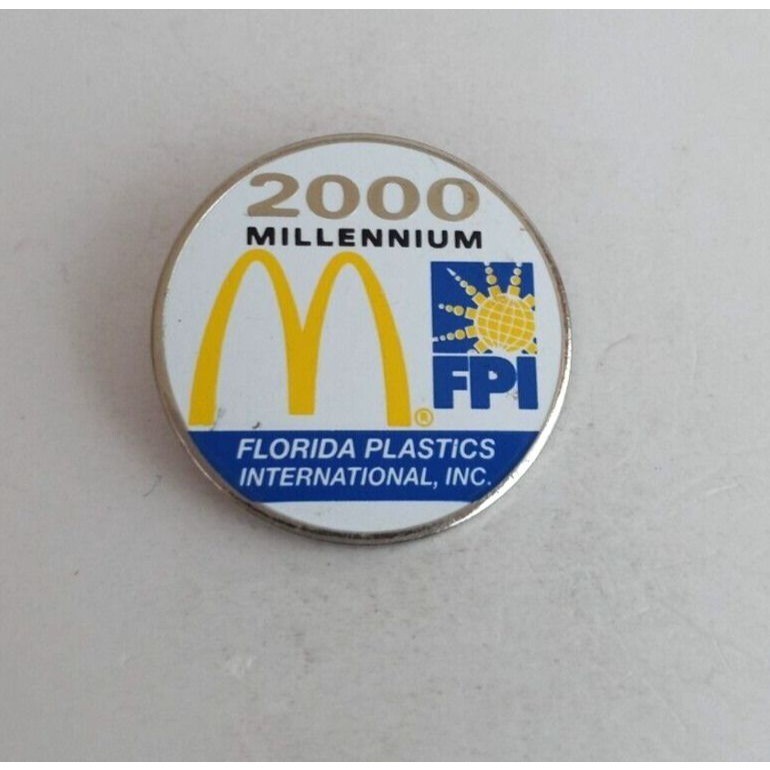 2000
MILLENNIUM
M
®
FPI
FLORIDA PLASTICS
INTERNATIONAL, INC.